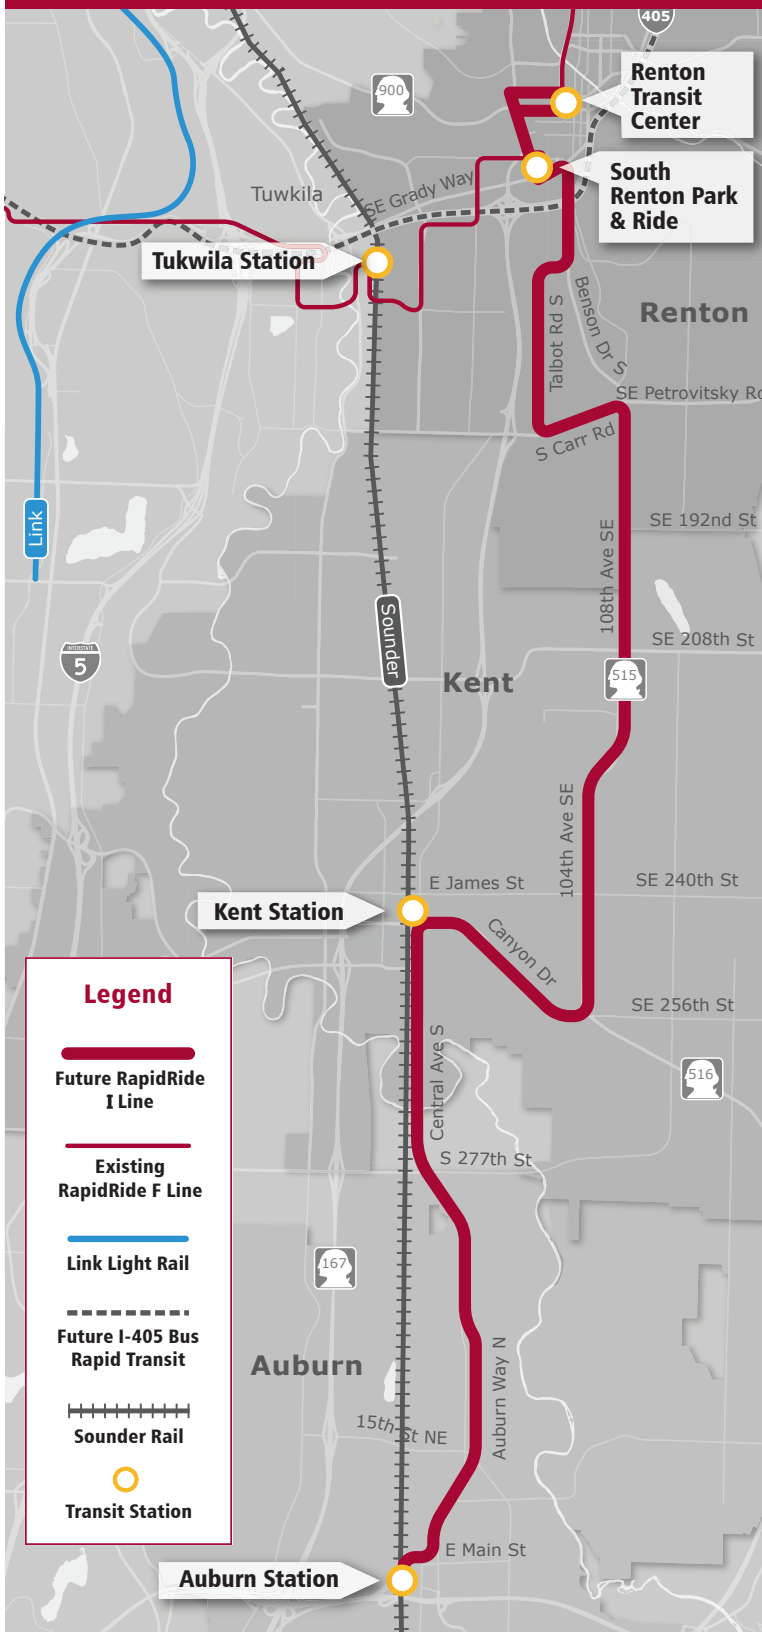 405
Renton
Transit
Center
900
South
Renton Park
& Ride
Tuwkila
SE Grady Way
Tukwila Station
Benson Dr S
Talbot Rd S
Renton
SE Petrovitsky Rd
S Carr Rd
Link
SE 192nd St
108th Ave SE
Sounder
SE 208th St
INTERSTATE
5
Kent
515
104th Ave SE
E James St
SE 240th St
Kent Station
Canyon Dr
SE 256th St
Central Ave S
516
S 277th St
167
Auburn
Auburn Way N
15th St NE
E Main St
Auburn Station
Legend
Future RapidRide
I Line
Existing
RapidRide F Line
Link Light Rail
Future I-405 Bus
Rapid Transit
Sounder Rail
Transit Station